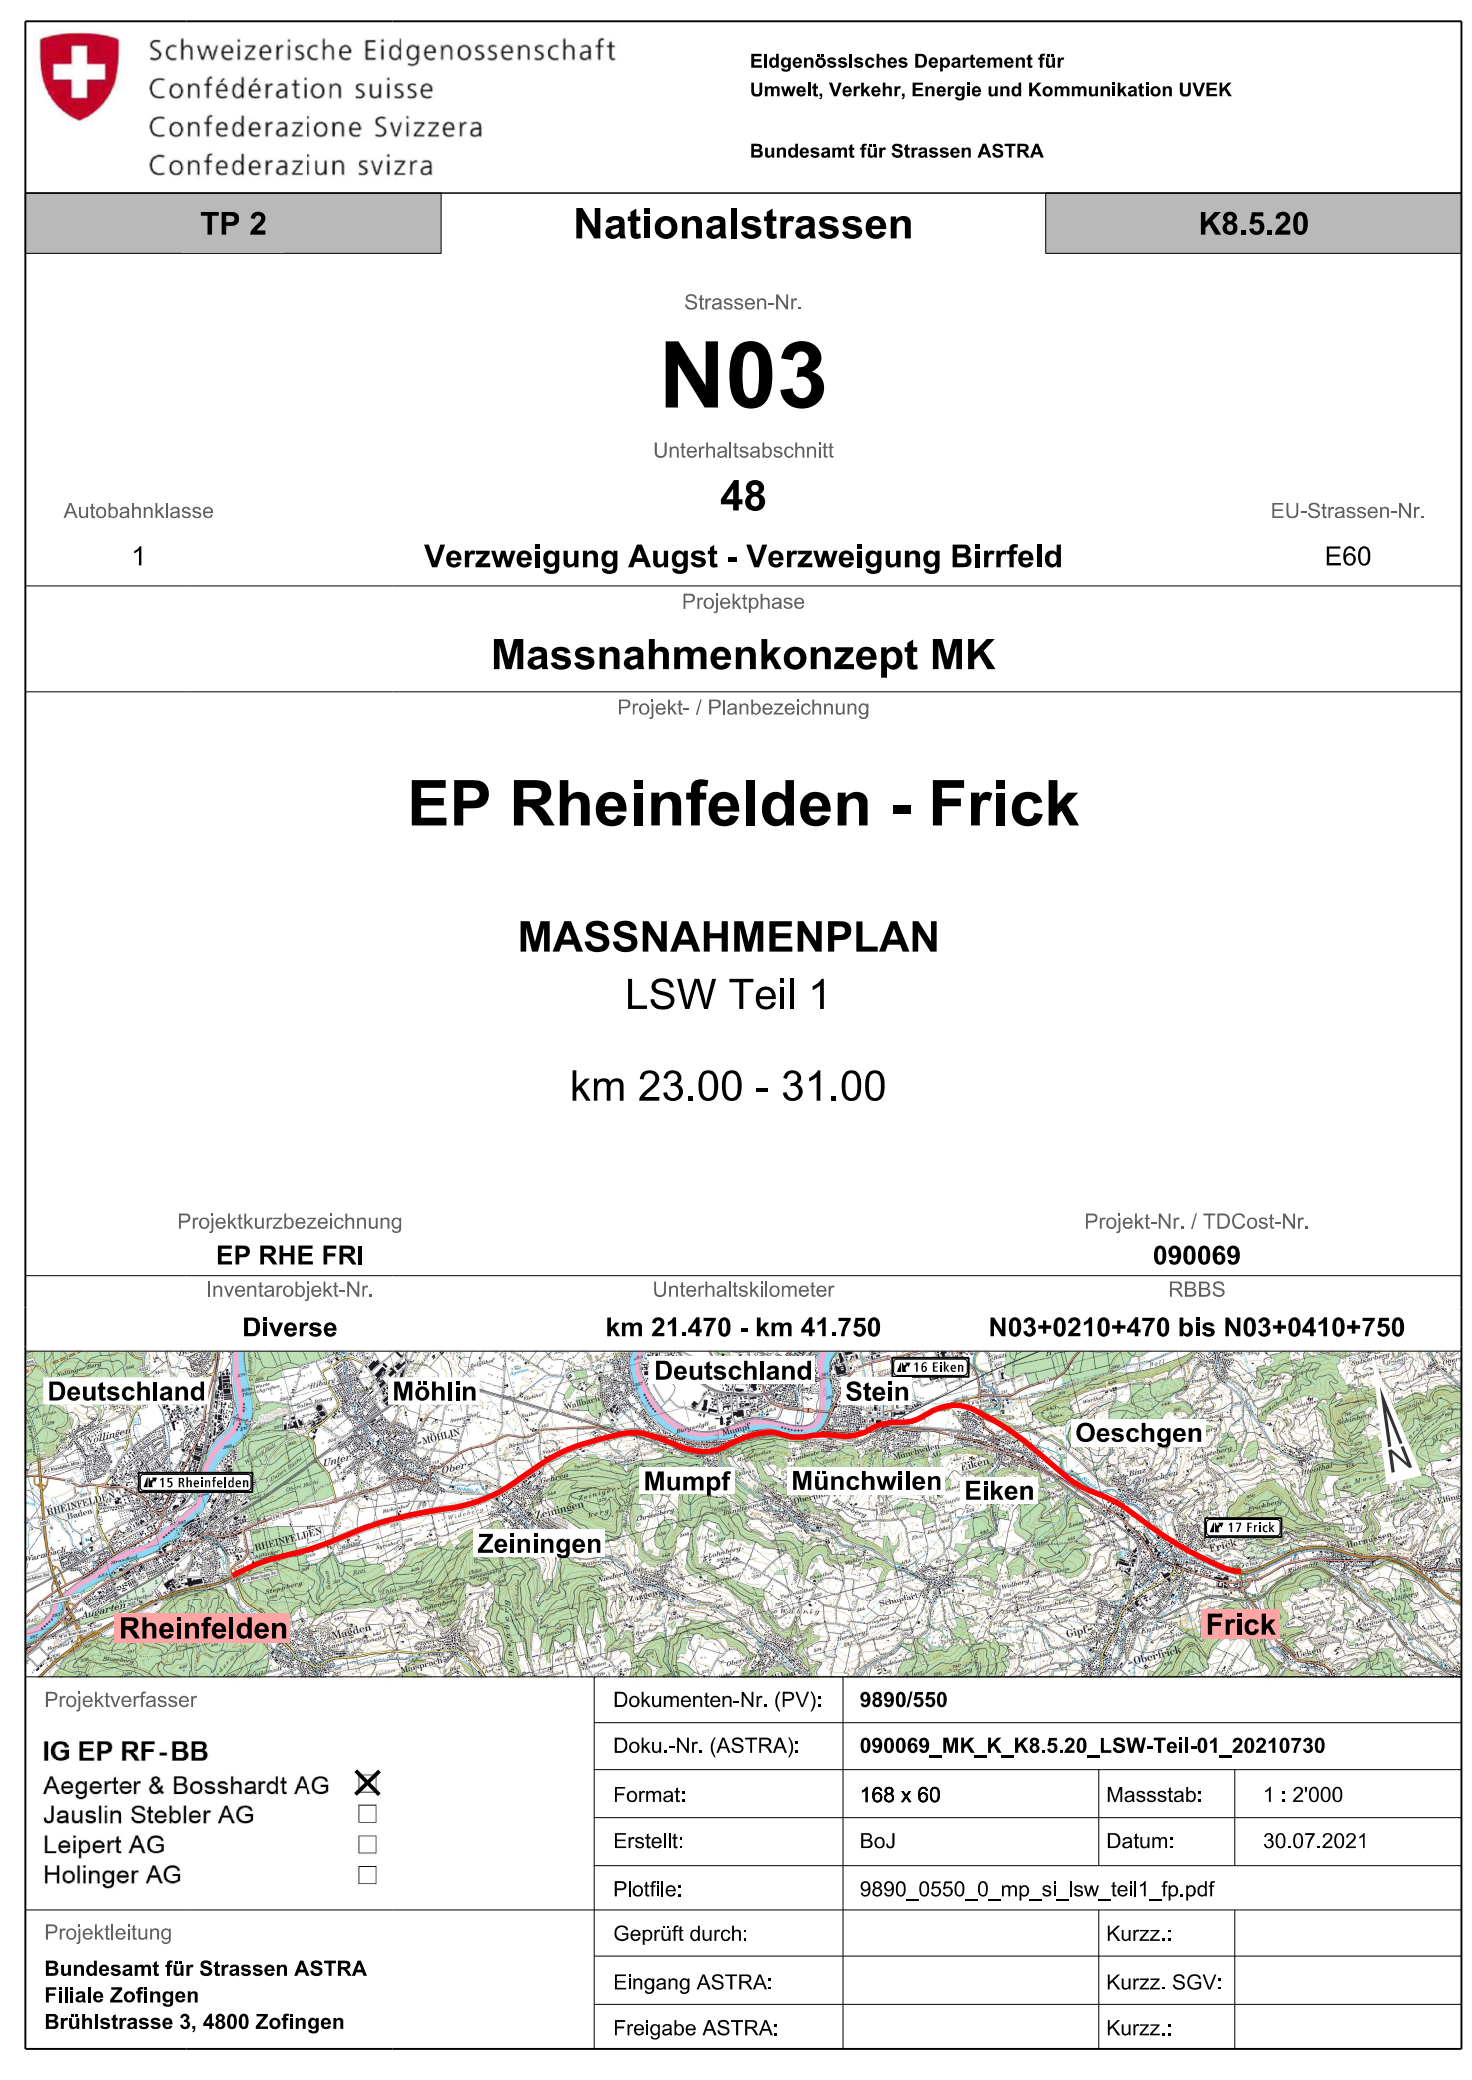 Schweizerische Eidgenossenschaft
Confédération suisse
Confederazione Svizzera
Confederaziun svizra
Eidgenössisches Departement für
Umwelt, Verkehr, Energie und Kommunikation UVEK
Bundesamt für Strassen ASTRA
TP 2
Nationalstrassen
K8.5.20
Strassen-Nr.
N03
Unterhaltsabschnitt
48
Autobahnklasse
EU-Strassen-Nr.
1
Verzweigung Augst - Verzweigung Birrfeld
E60
Projektphase
Massnahmenkonzept MK
Projekt- / Planbezeichnung
EP Rheinfelden - Frick
MASSNAHMENPLAN
LSW Teil 1
km 23.00 - 31.00
Projektkurzbezeichnung
Projekt-Nr. / TDCost-Nr.
EP RHE FRI
090069
Inventarobjekt-Nr.
Unterhaltskilometer
RBBS
Diverse
km 21.470 - km 41.750
N03+0210+470 bis N03+0410+750
Deutschland
Möhlin
Deutschland
16 Eiken
Stein
Oeschgen
15 Rheinfelden
Mumpf
Münchwilen
Eiken
17 Frick
Zeiningen
Rheinfelden
Frick
N
Projektverfasser
IG EP RF-BB
Aegerter & Bosshardt AG
Jauslin Stebler AG
Leipert AG
Holinger AG
Projektleitung
Bundesamt für Strassen ASTRA
Filiale Zofingen
Brühlstrasse 3, 4800 Zofingen
Dokumenten-Nr. (PV): 9890/550
Doku.-Nr. (ASTRA): 090069_MK_K_K8.5.20_LSW-Teil-01_20210730
Format: 168 x 60 Massstab: 1 : 2'000
Erstellt: BoJ Datum: 30.07.2021
Plotfile: 9890_0550_0_mp_si_lsw_teil1_fp.pdf
Geprüft durch: Kurzz.:
Eingang ASTRA: Kurzz. SGV:
Freigabe ASTRA: Kurzz.: